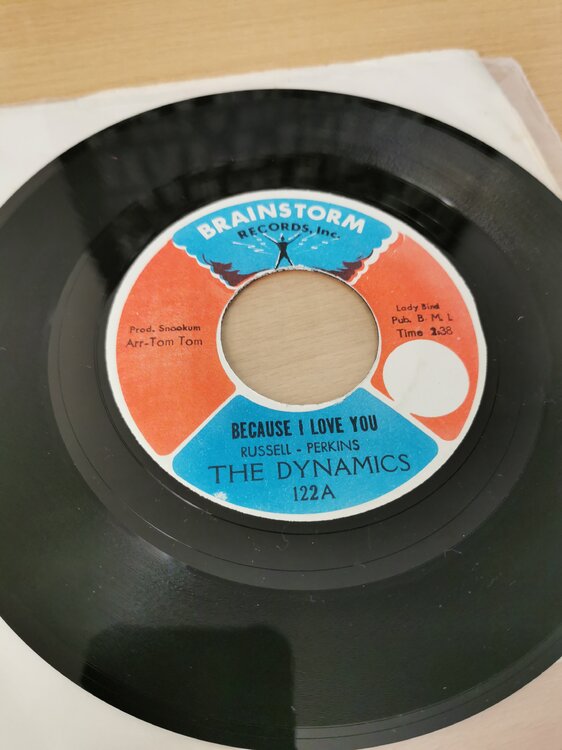 BRAINSTORM
RECORDS, Inc.
Prod. Snookum
Arr-Tom Tom
Lady Bird
Pub. B. M. I.
Time 2:38
BECAUSE I LOVE YOU
RUSSELL - PERKINS
THE DYNAMICS
122A